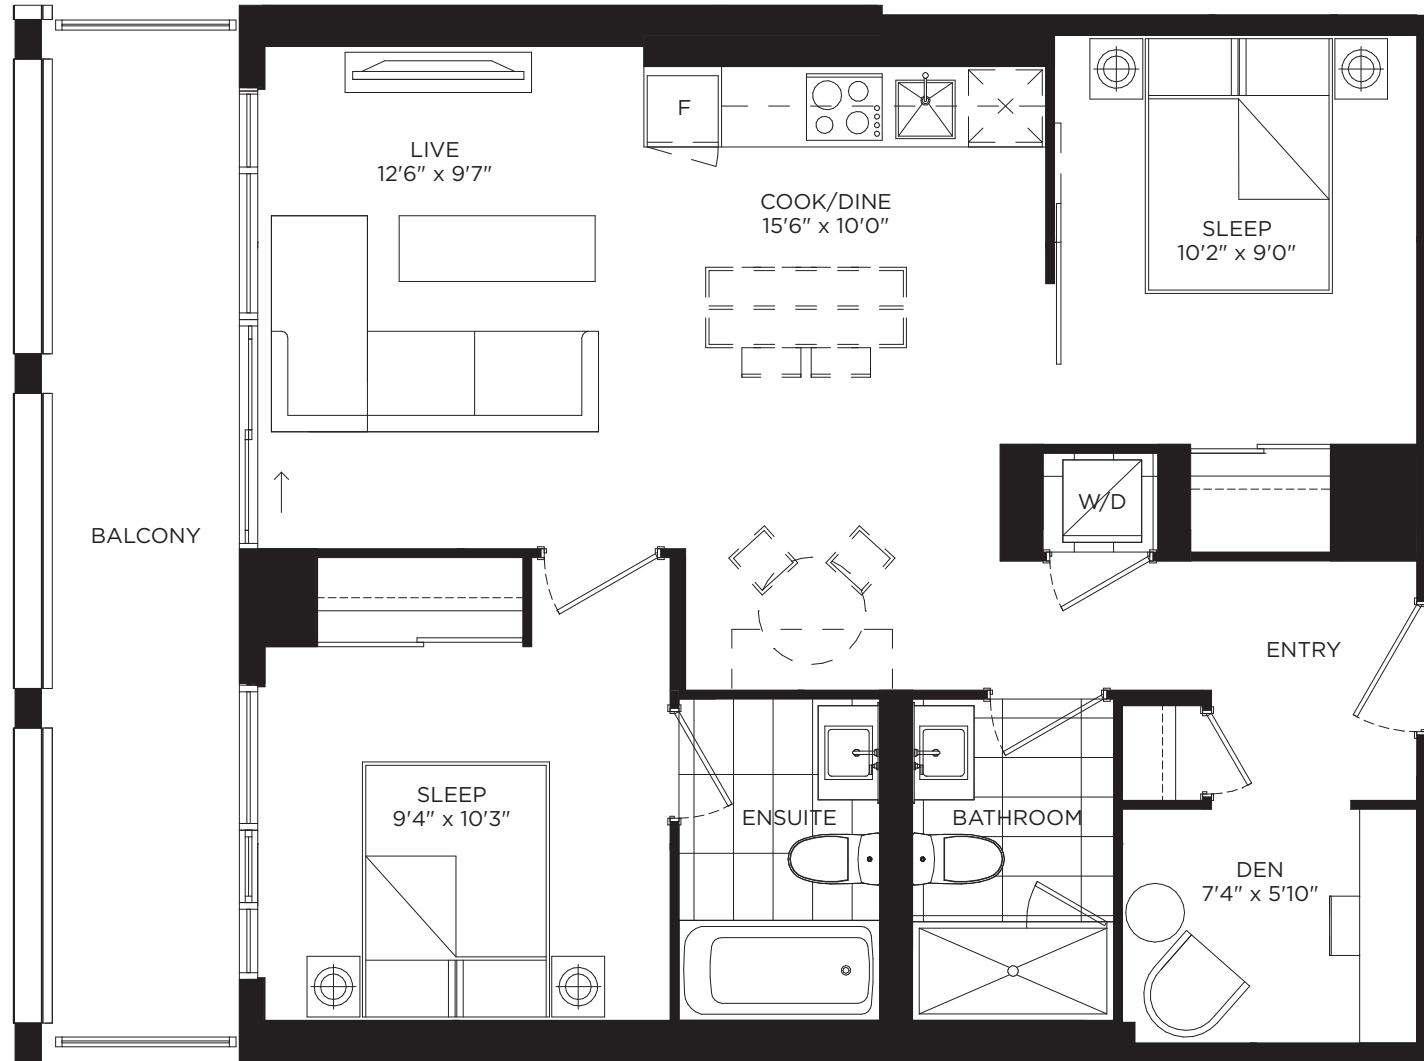 F
LIVE
12'6" x 9'7"
COOK/DINE
15'6" x 10'0"
SLEEP
10'2" x 9'0"
W/D
BALCONY
ENTRY
SLEEP
9'4" x 10'3"
ENSUITE
BATHROOM
DEN
7'4" x 5'10"